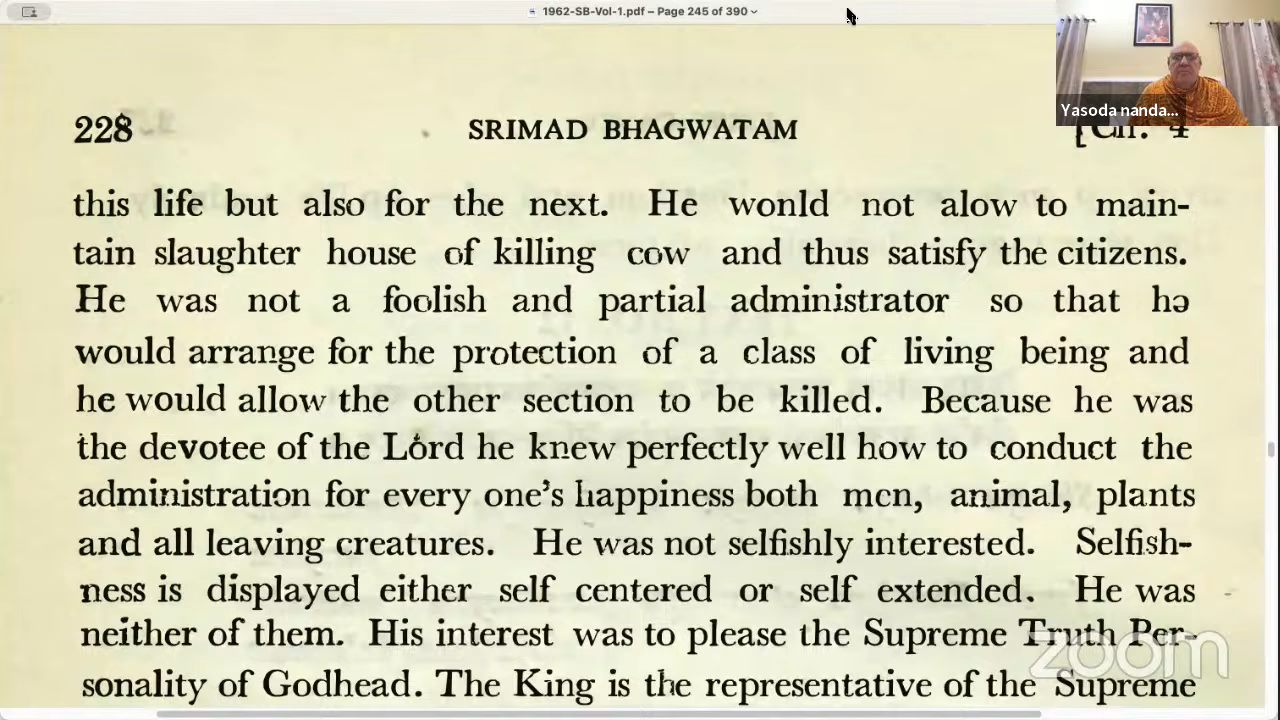 1962-SB-Vol-1.pdf – Page 245 of 390
Yasoda nanda...
228 SRIMAD BHAGWATAM [Ch. 4
this life but also for the next. He wonld not alow to main-
tain slaughter house of killing cow and thus satisfy the citizens.
He was not a foolish and partial administrator so that he
would arrange for the protection of a class of living being and
he would allow the other section to be killed. Because he was
the devotee of the Lord he knew perfectly well how to conduct the
administration for every one's happiness both men, animal, plants
and all leaving creatures. He was not selfishly interested. Selfish-
ness is displayed either self centered or self extended. He was
neither of them. His interest was to please the Supreme Truth Per-
sonality of Godhead. The King is the representative of the Supreme
zoom